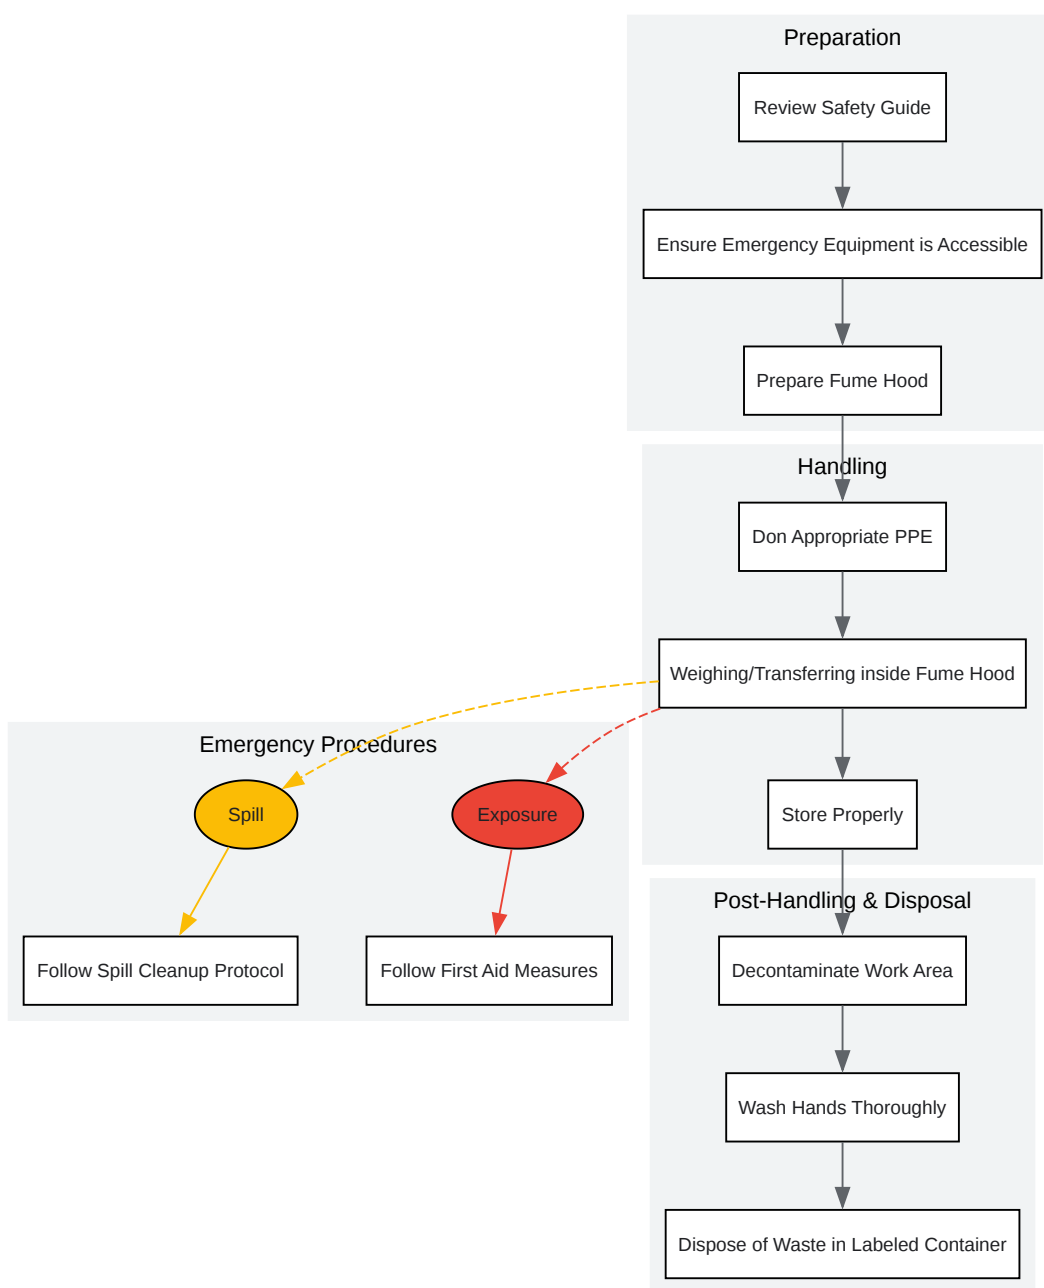 Preparation
Review Safety Guide
Ensure Emergency Equipment is Accessible
Prepare Fume Hood
Handling
Don Appropriate PPE
Weighing/Transferring inside Fume Hood
Store Properly
Emergency Procedures
Spill
Exposure
Follow Spill Cleanup Protocol
Follow First Aid Measures
Post-Handling & Disposal
Decontaminate Work Area
Wash Hands Thoroughly
Dispose of Waste in Labeled Container